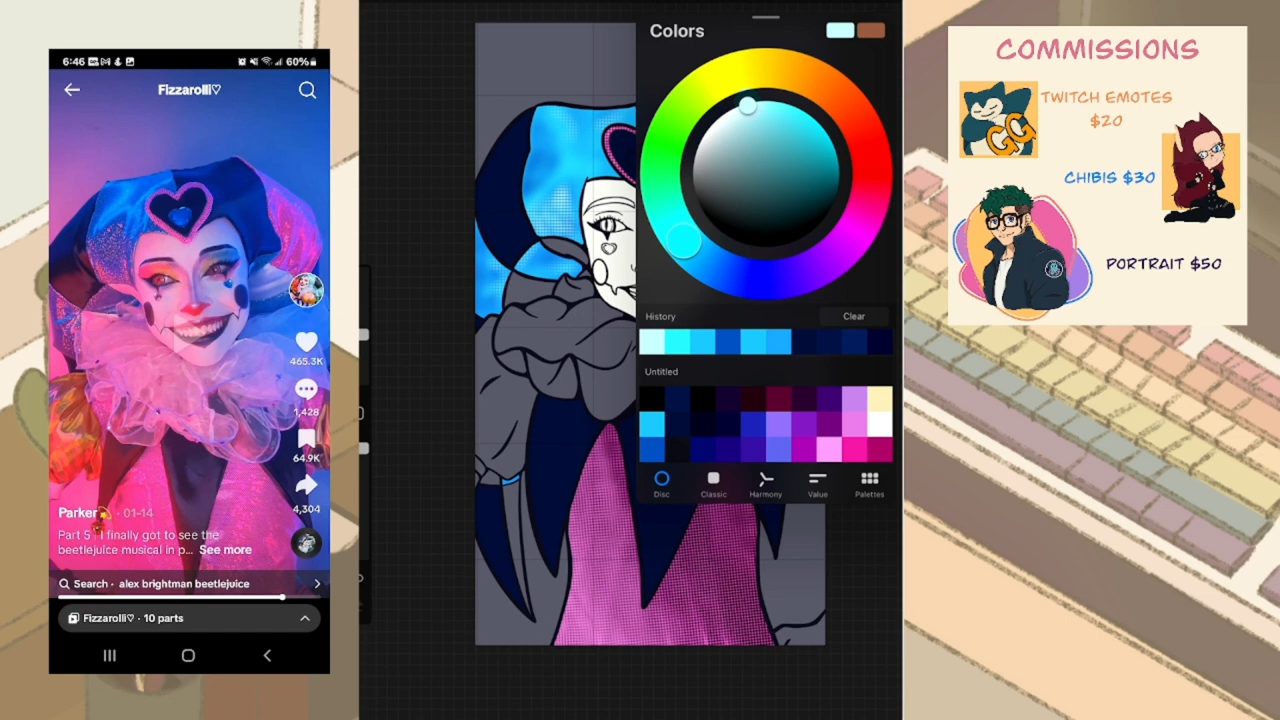 6:46
60%
Fizzarolli♡
465.3K
1,428
64.9K
4,304
Parker · 01-14
Part 5 I finally got to see the
beetlejuice musical in p... See more
Search · alex brightman beetlejuice
Fizzarolli♡ · 10 parts
Colors
History
Clear
Untitled
Disc
Classic
Harmony
Value
Palettes
COMMISSIONS
TWITCH EMOTES
$20
GG
CHIBIS $30
PORTRAIT $50